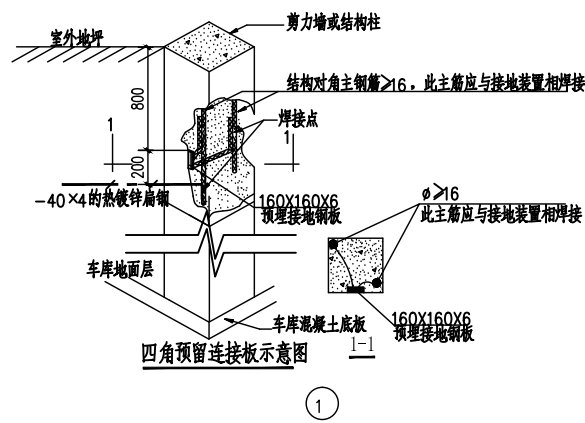 剪力墙或结构柱
室外地坪
结构对角主钢筋≥16，此主筋应与接地装置相焊接
800
焊接点
1
1
200
-40×4的热镀锌扁钢
160X160X6
预埋接地钢板
ø≥16
此主筋应与接地装置相焊接
车库地面层
车库混凝土底板
160X160X6
预埋接地钢板
四角预留连接板示意图
1-1
1